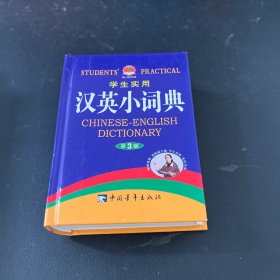 STUDENTS' PRACTICAL
学生实用
汉英小词典
CHINESE-ENGLISH
DICTIONARY
第3版
中国青年出版社